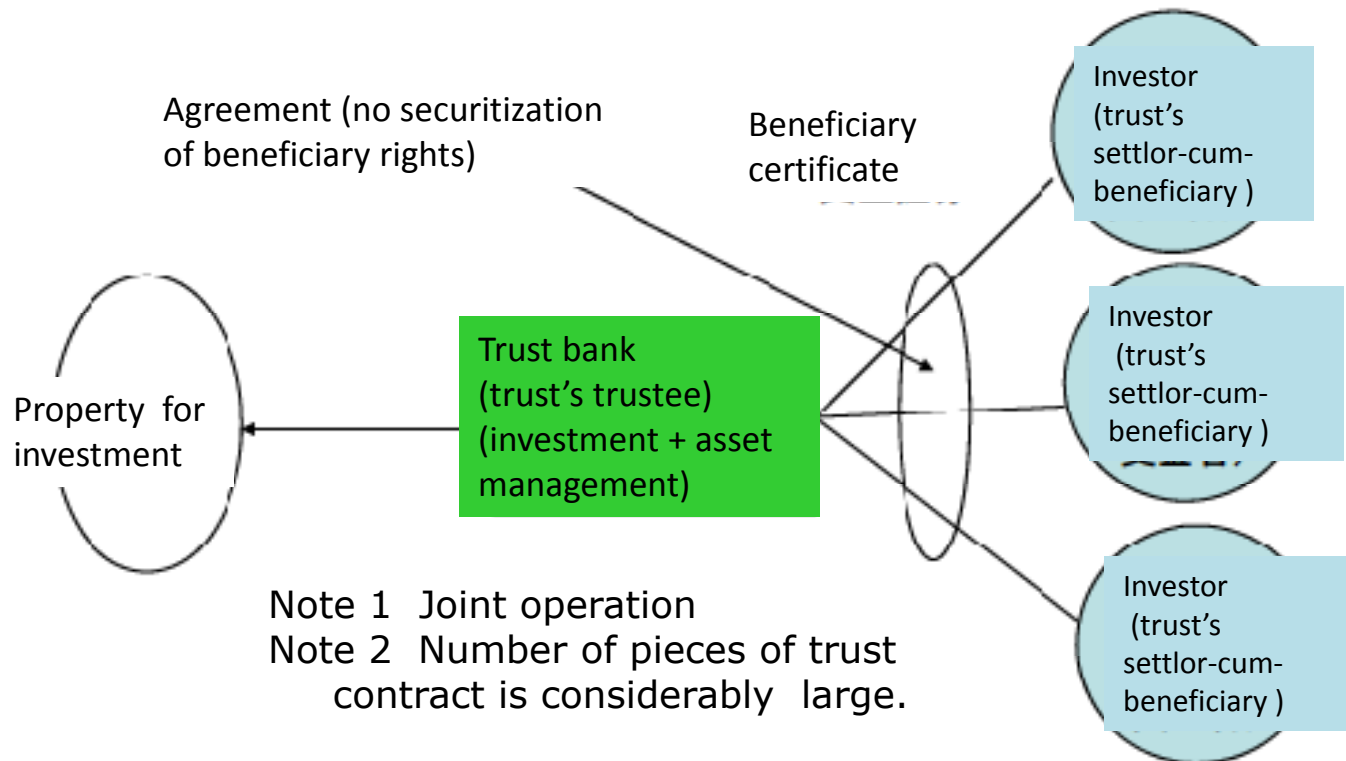 Agreement (no securitization
of beneficiary rights)
Beneficiary
certificate
Investor
(trust’s
settlor-cum-
beneficiary )
Property  for
investment
Trust bank
(trust’s trustee)
(investment + asset
management)
Investor
(trust’s
settlor-cum-
beneficiary )
Note 1  Joint operation
Note 2  Number of pieces of trust
contract is considerably  large.
Investor
(trust’s
settlor-cum-
beneficiary )